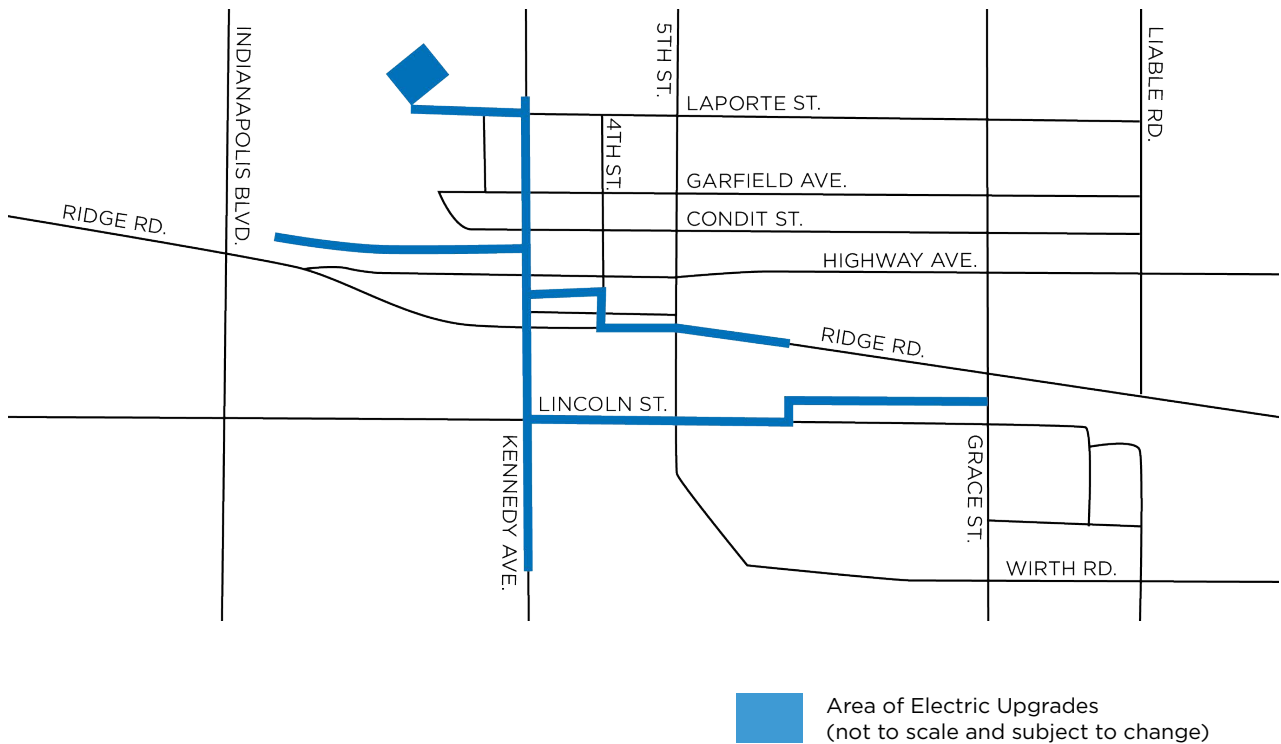 INDIANAPOLIS BLVD.
5TH ST.
LIABLE RD.
LAPORTE ST.
4TH ST.
GARFIELD AVE.
RIDGE RD.
CONDIT ST.
HIGHWAY AVE.
RIDGE RD.
LINCOLN ST.
KENNEDY AVE.
GRACE ST.
WIRTH RD.
Area of Electric Upgrades
(not to scale and subject to change)